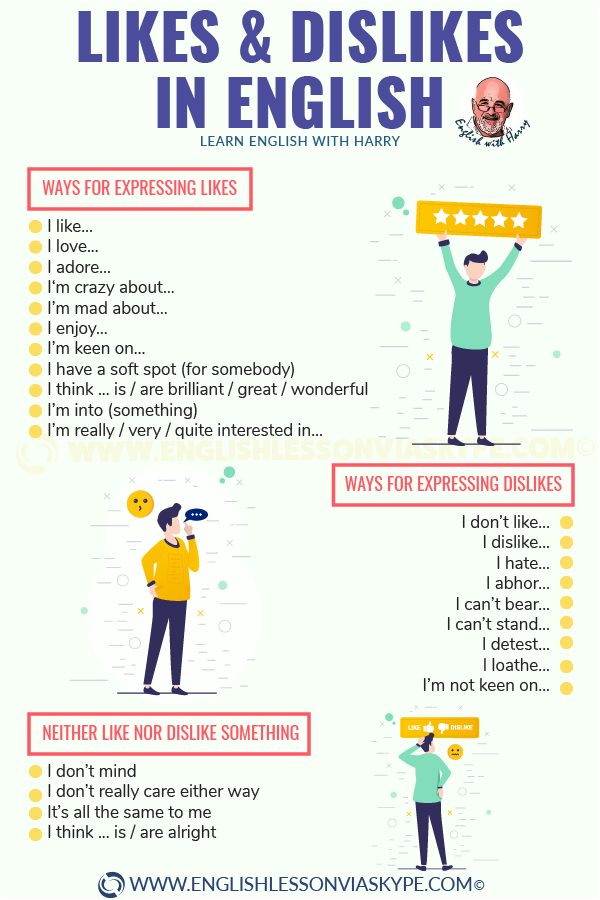 LIKES & DISLIKES
IN ENGLISH
English with Harry
LEARN ENGLISH WITH HARRY
WAYS FOR EXPRESSING LIKES
I like...
I love...
I adore...
I‘m crazy about...
I’m mad about...
I enjoy...
I’m keen on...
I have a soft spot (for somebody)
I think ... is / are brilliant / great / wonderful
I’m into (something)
I’m really / very / quite interested in...
WWW.ENGLISHLESSONVIASKYPE.COM©
WAYS FOR EXPRESSING DISLIKES
I don’t like...
I dislike...
I hate...
I abhor...
I can’t bear...
I can’t stand...
I detest...
I loathe...
I’m not keen on...
NEITHER LIKE NOR DISLIKE SOMETHING
LIKE DISLIKE
I don’t mind
I don’t really care either way
It’s all the same to me
I think ... is / are alright
WWW.ENGLISHLESSONVIASKYPE.COM©